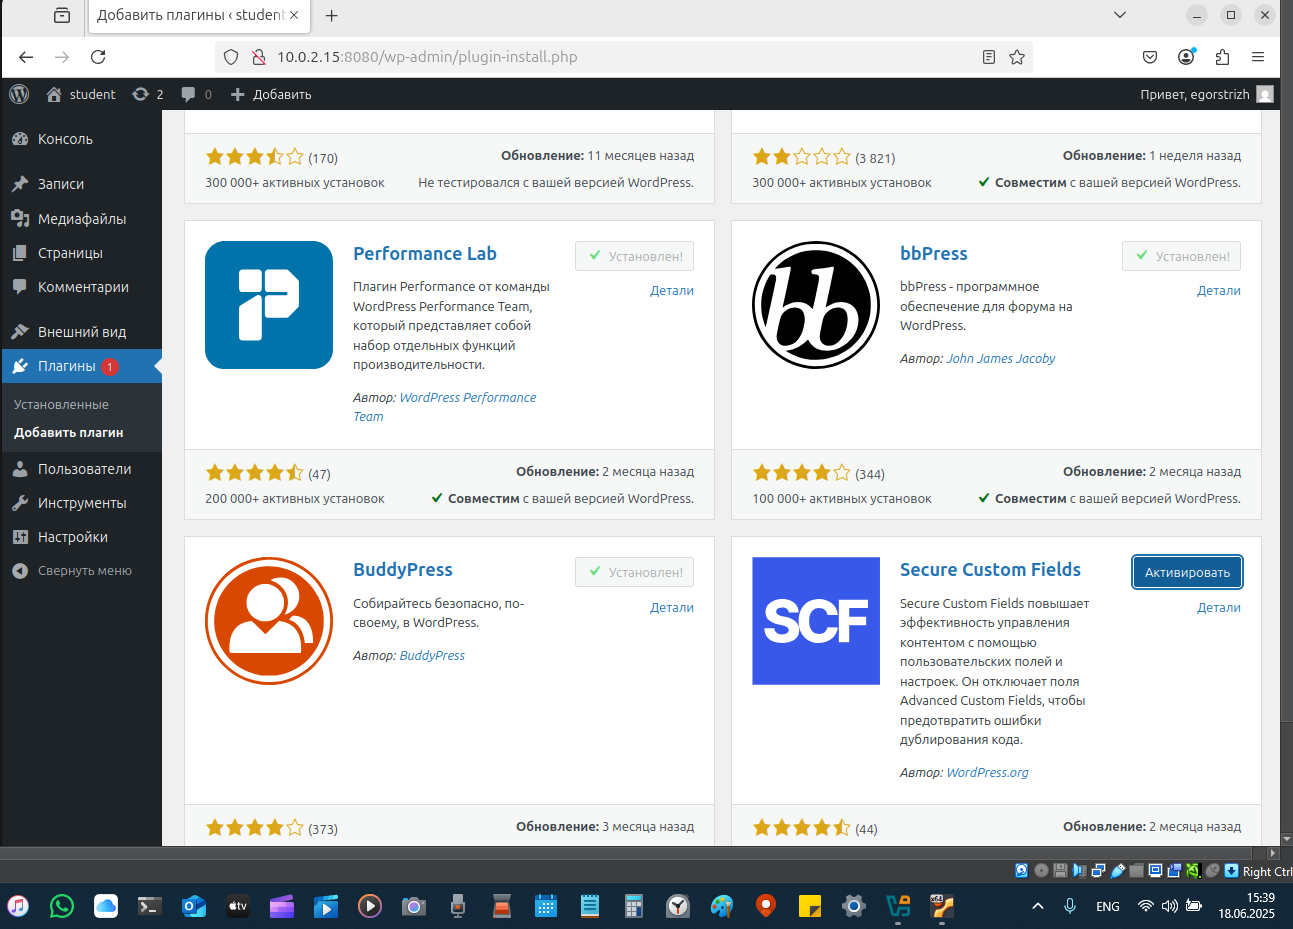 Добавить плагины ‹ student
10.0.2.15:8080/wp-admin/plugin-install.php
student
2
0
Добавить
Привет, egorstrizh
Консоль
Записи
Медиафайлы
Страницы
Комментарии
Внешний вид
Плагины 1
Установленные
Добавить плагин
Пользователи
Инструменты
Настройки
Свернуть меню
(170)
Обновление: 11 месяцев назад
300 000+ активных установок
Не тестировался с вашей версией WordPress.
(3 821)
Обновление: 1 неделя назад
300 000+ активных установок
Совместим с вашей версией WordPress.
Performance Lab
Установлен!
Детали
Плагин Performance от команды
WordPress Performance Team,
который представляет собой
набор отдельных функций
производительности.
Автор: WordPress Performance
Team
(47)
Обновление: 2 месяца назад
200 000+ активных установок
Совместим с вашей версией WordPress.
bb
bbPress
Установлен!
Детали
bbPress - программное
обеспечение для форума на
WordPress.
Автор: John James Jacoby
(344)
Обновление: 2 месяца назад
100 000+ активных установок
Совместим с вашей версией WordPress.
BuddyPress
Установлен!
Детали
Собирайтесь безопасно, по-
своему, в WordPress.
Автор: BuddyPress
(373)
Обновление: 3 месяца назад
SCF
Secure Custom Fields
Активировать
Детали
Secure Custom Fields повышает
эффективность управления
контентом с помощью
пользовательских полей и
настроек. Он отключает поля
Advanced Custom Fields, чтобы
предотвратить ошибки
дублирования кода.
Автор: WordPress.org
(44)
Обновление: 2 месяца назад
Right Ctrl
tv
ENG
15:39
18.06.2025